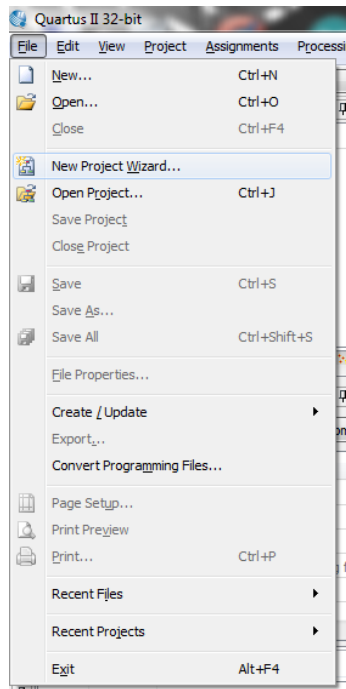 Quartus II 32-bit
File Edit View Project Assignments Processi
New... Ctrl+N
Open... Ctrl+O
Close Ctrl+F4
New Project Wizard...
Open Project... Ctrl+J
Save Project
Close Project
Save Ctrl+S
Save As...
Save All Ctrl+Shift+S
File Properties...
Create / Update
Export...
Convert Programming Files...
Page Setup...
Print Preview
Print... Ctrl+P
Recent Files
Recent Projects
Exit Alt+F4